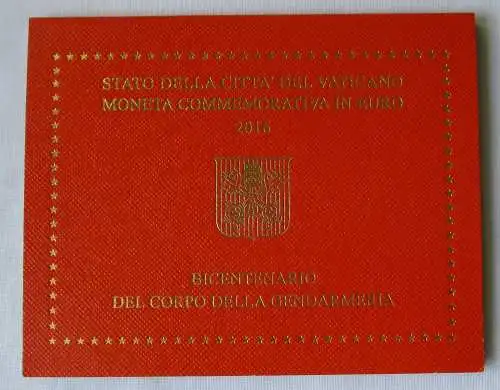 STATO DELLA CITTA' DEL VATICANO
MONETA COMMEMORATIVA IN EURO
2016
BICENTENARIO
DEL CORPO DELLA GENDARMERIA